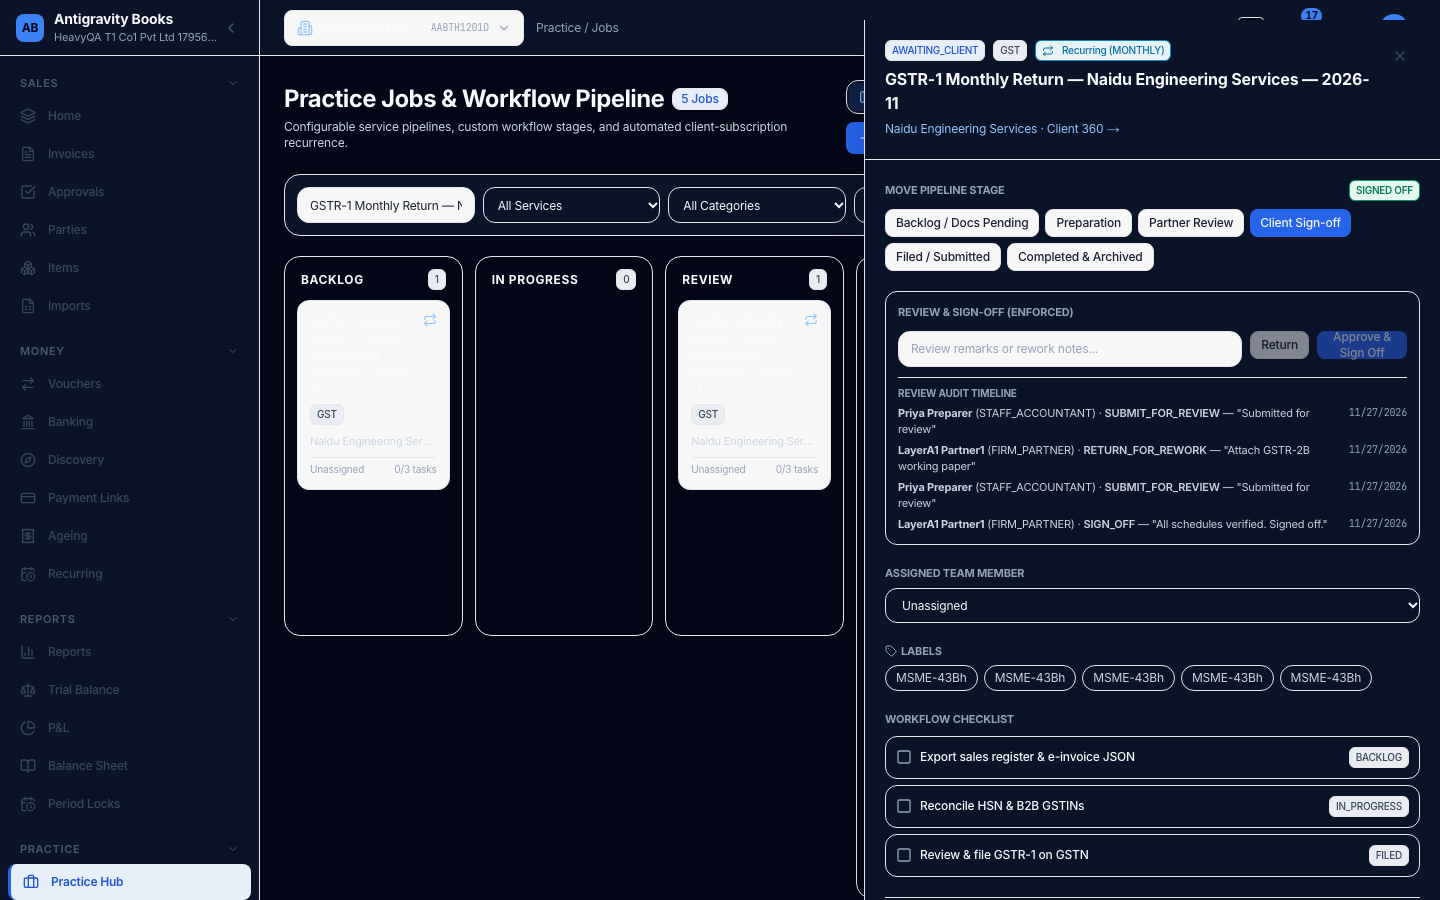 AB
Antigravity Books
HeavyQA T1 Co1 Pvt Ltd 17956...
SALES
Home
Invoices
Approvals
Parties
Items
Imports
MONEY
Vouchers
Banking
Discovery
Payment Links
Ageing
Recurring
REPORTS
Reports
Trial Balance
P&L
Balance Sheet
Period Locks
PRACTICE
Practice Hub
AABTH1201D
Practice / Jobs
17
Practice Jobs & Workflow Pipeline
5 Jobs
Configurable service pipelines, custom workflow stages, and automated client-subscription
recurrence.
GSTR-1 Monthly Return — N
All Services
All Categories
BACKLOG
1
GST
Naidu Engineering Ser...
Unassigned
0/3 tasks
IN PROGRESS
0
REVIEW
1
GST
Naidu Engineering Ser...
Unassigned
0/3 tasks
AWAITING_CLIENT
GST
Recurring (MONTHLY)
GSTR-1 Monthly Return — Naidu Engineering Services — 2026-
11
Naidu Engineering Services · Client 360 →
MOVE PIPELINE STAGE
SIGNED OFF
Backlog / Docs Pending
Preparation
Partner Review
Client Sign-off
Filed / Submitted
Completed & Archived
REVIEW & SIGN-OFF (ENFORCED)
Review remarks or rework notes...
Return
Approve &
Sign Off
REVIEW AUDIT TIMELINE
Priya Preparer (STAFF_ACCOUNTANT) · SUBMIT_FOR_REVIEW — "Submitted for
review"
11/27/2026
LayerA1 Partner1 (FIRM_PARTNER) · RETURN_FOR_REWORK — "Attach GSTR-2B
working paper"
11/27/2026
Priya Preparer (STAFF_ACCOUNTANT) · SUBMIT_FOR_REVIEW — "Submitted for
review"
11/27/2026
LayerA1 Partner1 (FIRM_PARTNER) · SIGN_OFF — "All schedules verified. Signed off."
11/27/2026
ASSIGNED TEAM MEMBER
Unassigned
LABELS
MSME-43Bh
MSME-43Bh
MSME-43Bh
MSME-43Bh
MSME-43Bh
WORKFLOW CHECKLIST
Export sales register & e-invoice JSON
BACKLOG
Reconcile HSN & B2B GSTINs
IN_PROGRESS
Review & file GSTR-1 on GSTN
FILED